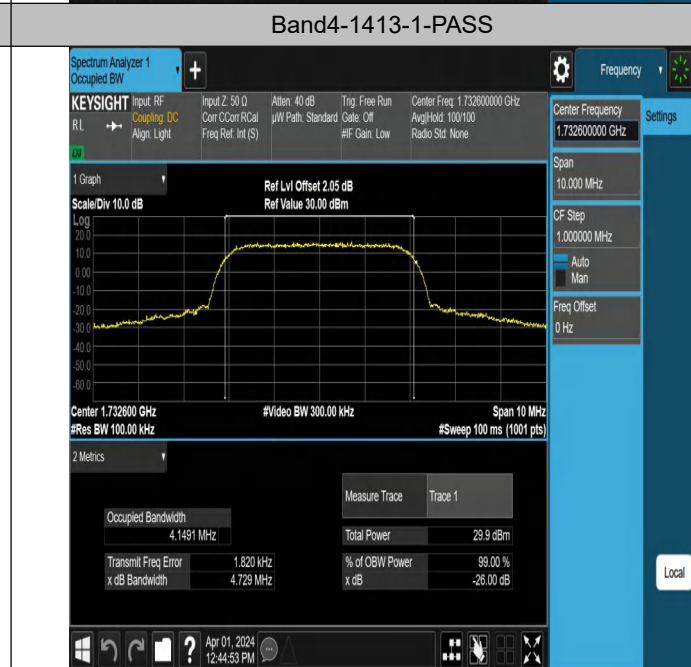 Band4-1413-1-PASS
Spectrum Analyzer 1
Occupied BW
+
Frequency
KEYSIGHT
RL
LXI
Input: RF
Coupling: DC
Align: Light
Input Z: 50 Ω
Corr CCorr RCal
Freq Ref: Int (S)
Atten: 40 dB
µW Path: Standard
Trig: Free Run
Gate: Off
#IF Gain: Low
Center Freq: 1.732600000 GHz
Avg|Hold: 100/100
Radio Std: None
Center Frequency
1.732600000 GHz
Settings
Span
10.000 MHz
CF Step
1.000000 MHz
Auto
Man
Freq Offset
0 Hz
1 Graph
Scale/Div 10.0 dB
Ref Lvl Offset 2.05 dB
Ref Value 30.00 dBm
Log
20.0
10.0
0.00
-10.0
-20.0
-30.0
-40.0
-50.0
-60.0
Center 1.732600 GHz
#Video BW 300.00 kHz
Span 10 MHz
#Res BW 100.00 kHz
#Sweep 100 ms (1001 pts)
2 Metrics
Measure Trace Trace 1
Occupied Bandwidth
4.1491 MHz
Total Power 29.9 dBm
Transmit Freq Error 1.820 kHz
% of OBW Power 99.00 %
x dB Bandwidth 4.729 MHz
x dB -26.00 dB
Local
?
Apr 01, 2024
12:44:53 PM